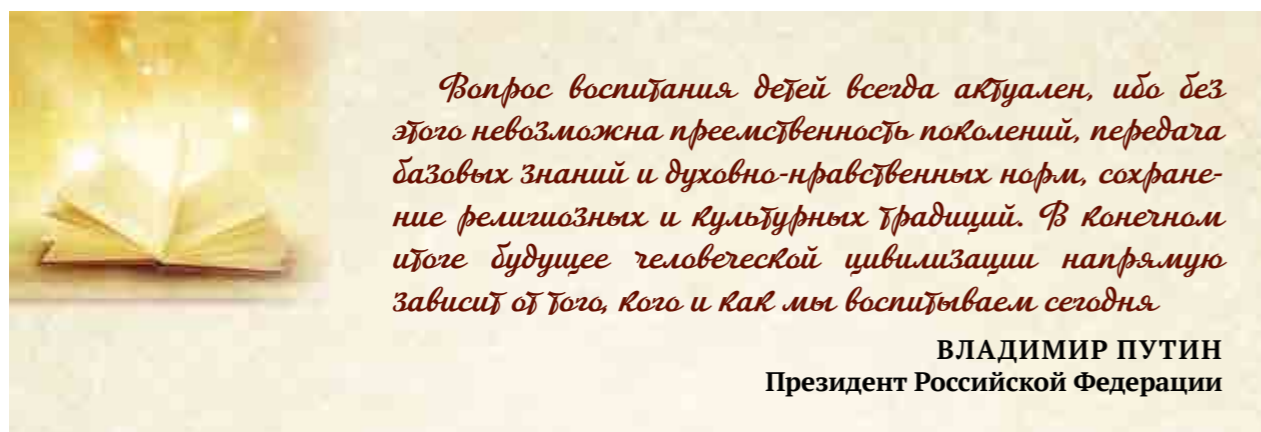 Вопрос воспитания детей всегда актуален, ибо без
этого невозможна преемственность поколений, передача
базовых знаний и духовно-нравственных норм, сохране-
ние религиозных и культурных традиций. В конечном
итоге будущее человеческой цивилизации напрямую
зависит от того, кого и как мы воспитываем сегодня
ВЛАДИМИР ПУТИН
Президент Российской Федерации